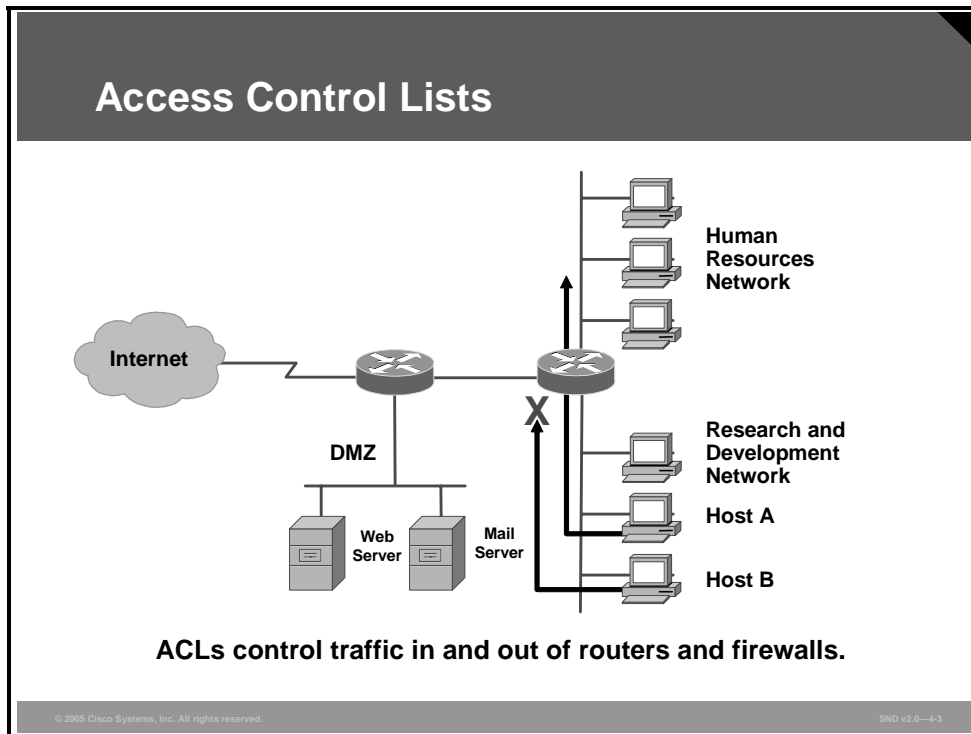 Access Control Lists
Human
Resources
Network
Internet
X
DMZ
Research and
Development
Network
Host A
Web
Server
Mail
Server
Host B
ACLs control traffic in and out of routers and firewalls.
© 2005 Cisco Systems, Inc. All rights reserved.
SND v2.0—4-3